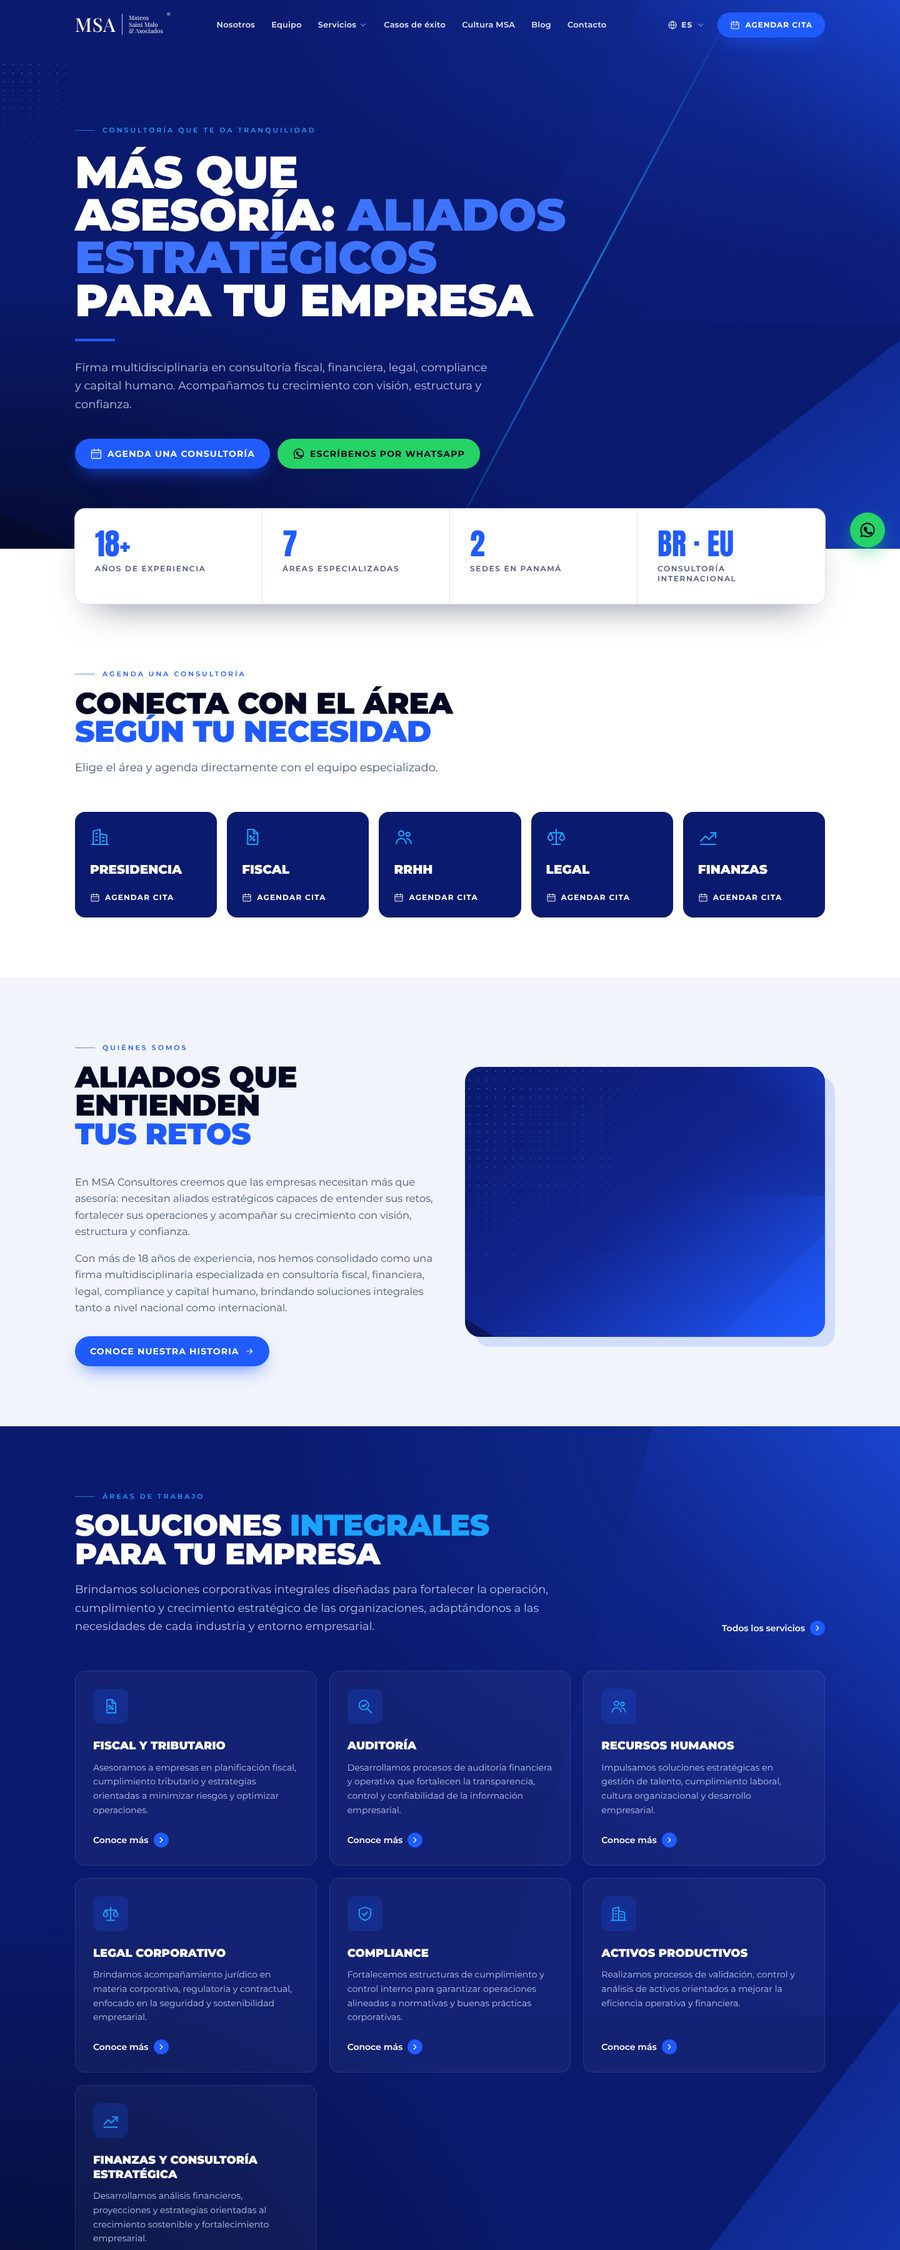 MSA
Mateos
Saint Malo
& Asociados
®
Nosotros
Equipo
Servicios
Casos de éxito
Cultura MSA
Blog
Contacto
ES
AGENDAR CITA
CONSULTORÍA QUE TE DA TRANQUILIDAD
MÁS QUE
ASESORÍA: ALIADOS
ESTRATÉGICOS
PARA TU EMPRESA
Firma multidisciplinaria en consultoría fiscal, financiera, legal, compliance
y capital humano. Acompañamos tu crecimiento con visión, estructura y
confianza.
AGENDA UNA CONSULTORÍA
ESCRÍBENOS POR WHATSAPP
18+
AÑOS DE EXPERIENCIA
7
ÁREAS ESPECIALIZADAS
2
SEDES EN PANAMÁ
BR · EU
CONSULTORÍA
INTERNACIONAL
AGENDA UNA CONSULTORÍA
CONECTA CON EL ÁREA
SEGÚN TU NECESIDAD
Elige el área y agenda directamente con el equipo especializado.
PRESIDENCIA
AGENDAR CITA
FISCAL
AGENDAR CITA
RRHH
AGENDAR CITA
LEGAL
AGENDAR CITA
FINANZAS
AGENDAR CITA
QUIÉNES SOMOS
ALIADOS QUE
ENTIENDEN
TUS RETOS
En MSA Consultores creemos que las empresas necesitan más que
asesoría: necesitan aliados estratégicos capaces de entender sus retos,
fortalecer sus operaciones y acompañar su crecimiento con visión,
estructura y confianza.
Con más de 18 años de experiencia, nos hemos consolidado como una
firma multidisciplinaria especializada en consultoría fiscal, financiera,
legal, compliance y capital humano, brindando soluciones integrales
tanto a nivel nacional como internacional.
CONOCE NUESTRA HISTORIA
ÁREAS DE TRABAJO
SOLUCIONES INTEGRALES
PARA TU EMPRESA
Brindamos soluciones corporativas integrales diseñadas para fortalecer la operación,
cumplimiento y crecimiento estratégico de las organizaciones, adaptándonos a las
necesidades de cada industria y entorno empresarial.
Todos los servicios
FISCAL Y TRIBUTARIO
Asesoramos a empresas en planificación fiscal,
cumplimiento tributario y estrategias
orientadas a minimizar riesgos y optimizar
operaciones.
Conoce más
AUDITORÍA
Desarrollamos procesos de auditoría financiera
y operativa que fortalecen la transparencia,
control y confiabilidad de la información
empresarial.
Conoce más
RECURSOS HUMANOS
Impulsamos soluciones estratégicas en
gestión de talento, cumplimiento laboral,
cultura organizacional y desarrollo
empresarial.
Conoce más
LEGAL CORPORATIVO
Brindamos acompañamiento jurídico en
materia corporativa, regulatoria y contractual,
enfocado en la seguridad y sostenibilidad
empresarial.
Conoce más
COMPLIANCE
Fortalecemos estructuras de cumplimiento y
control interno para garantizar operaciones
alineadas a normativas y buenas prácticas
corporativas.
Conoce más
ACTIVOS PRODUCTIVOS
Realizamos procesos de validación, control y
análisis de activos orientados a mejorar la
eficiencia operativa y financiera.
Conoce más
FINANZAS Y CONSULTORÍA
ESTRATÉGICA
Desarrollamos análisis financieros,
proyecciones y estrategias orientadas al
crecimiento sostenible y fortalecimiento
empresarial.